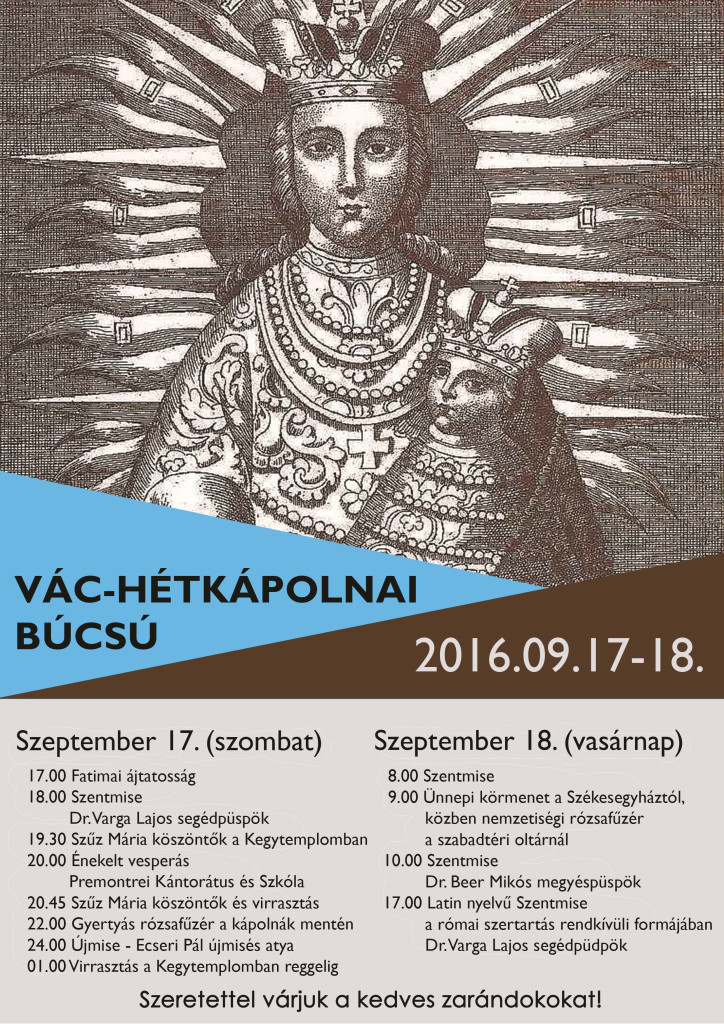 VÁC-HÉTKÁPOLNAI
BÚCSÚ
2016.09.17-18.
Szeptember 17. (szombat)
17.00 Fatimai ájtatosság
18.00 Szentmise
Dr.Varga Lajos segédpüspök
19.30 Szűz Mária köszöntők a Kegytemplomban
20.00 Énekelt vesperás
Premontrei Kántorátus és Szkóla
20.45 Szűz Mária köszöntők és virrasztás
22.00 Gyertyás rózsafűzér a kápolnák mentén
24.00 Újmise - Ecseri Pál újmisés atya
01.00 Virrasztás a Kegytemplomban reggelig
Szeptember 18. (vasárnap)
8.00 Szentmise
9.00 Ünnepi körmenet a Székesegyháztól,
közben nemzetiségi rózsafűzér
a szabadtéri oltárnál
10.00 Szentmise
Dr. Beer Mikós megyéspüspök
17.00 Latin nyelvű Szentmise
a római szertartás rendkívüli formájában
Dr.Varga Lajos segédpüdpök
Szeretettel várjuk a kedves zarándokokat!